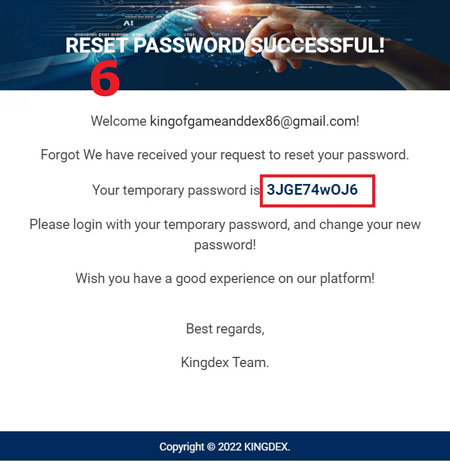 AI
RESET PASSWORD SUCCESSFUL!
6
Welcome kingofgameanddex86@gmail.com!
Forgot We have received your request to reset your password.
Your temporary password is 3JGE74wOJ6
Please login with your temporary password, and change your new
password!
Wish you have a good experience on our platform!
Best regards,
Kingdex Team.
Copyright © 2022 KINGDEX.